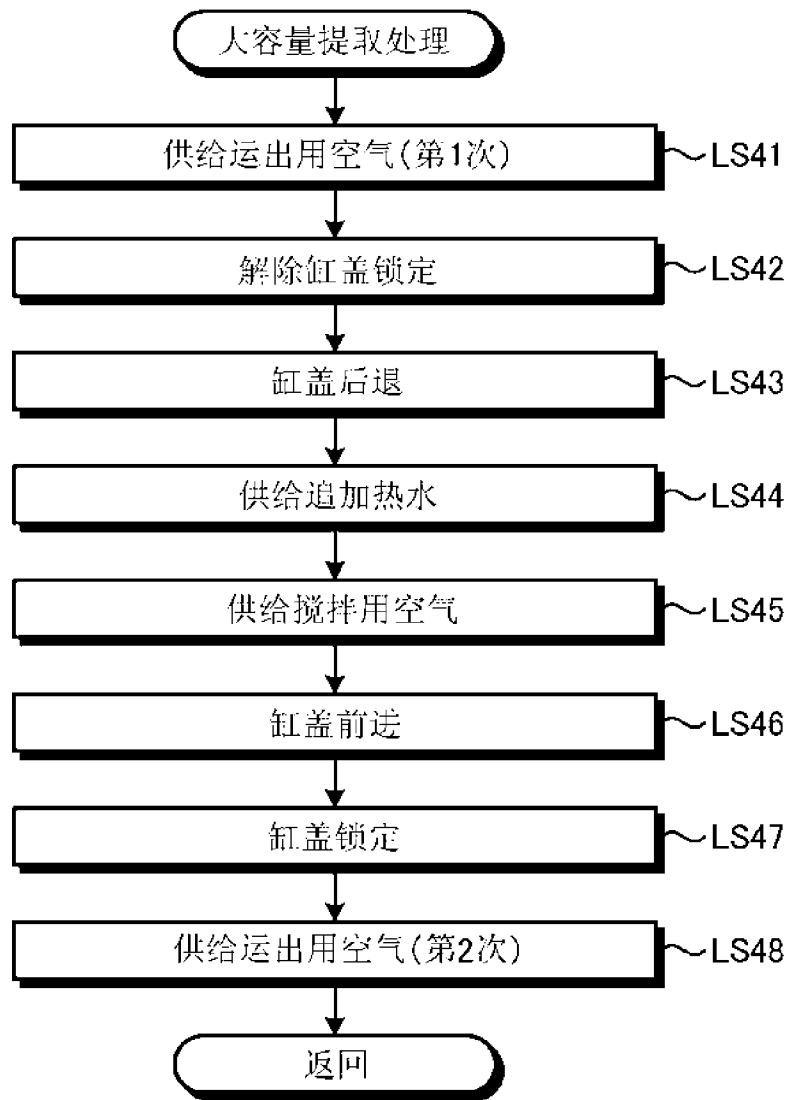 大容量提取处理
供给运出用空气(第1次)
LS41
解除缸盖锁定
LS42
缸盖后退
LS43
供给追加热水
LS44
供给搅拌用空气
LS45
缸盖前进
LS46
缸盖锁定
LS47
供给运出用空气(第2次)
LS48
返回